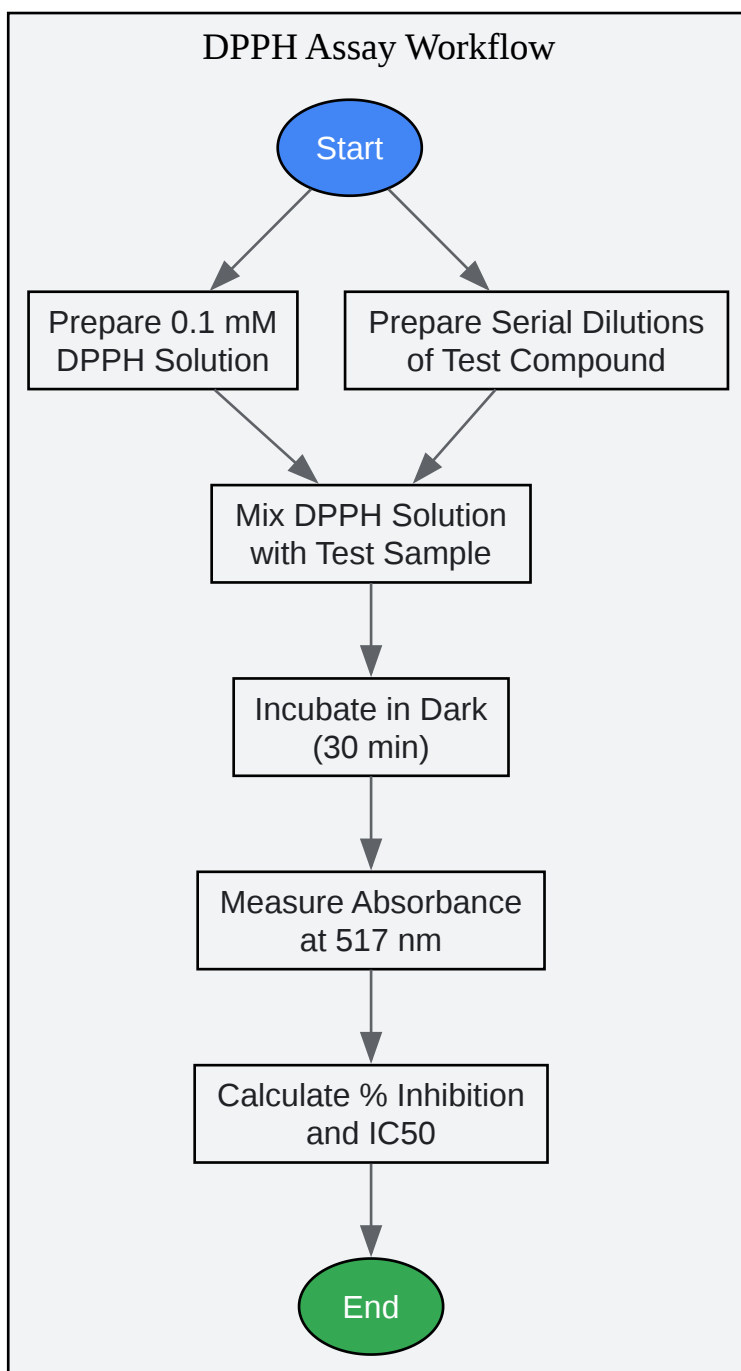 DPPH Assay Workflow
Start
Prepare 0.1 mM
DPPH Solution
Prepare Serial Dilutions
of Test Compound
Mix DPPH Solution
with Test Sample
Incubate in Dark
(30 min)
Measure Absorbance
at 517 nm
Calculate % Inhibition
and IC50
End